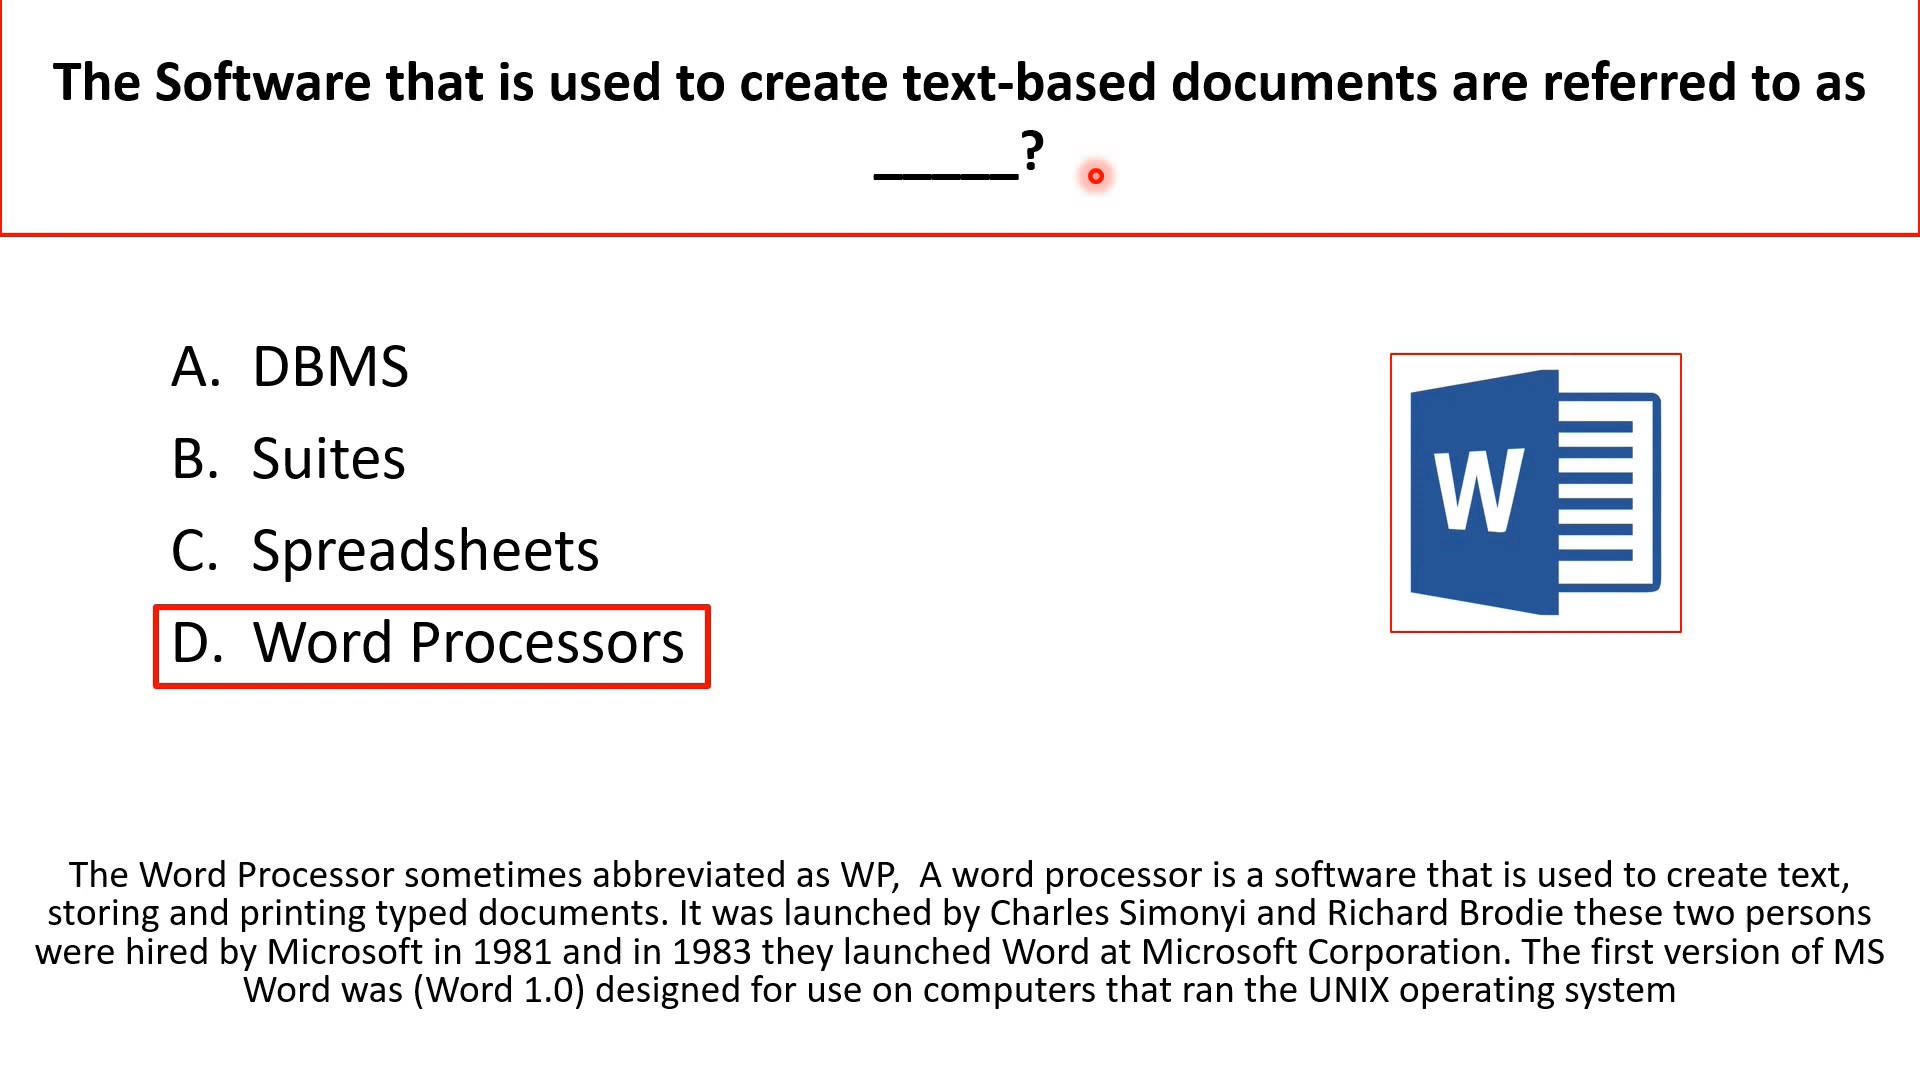 The Software that is used to create text-based documents are referred to as
_____?
A. DBMS
B. Suites
C. Spreadsheets
D. Word Processors
W
The Word Processor sometimes abbreviated as WP, A word processor is a software that is used to create text,
storing and printing typed documents. It was launched by Charles Simonyi and Richard Brodie these two persons
were hired by Microsoft in 1981 and in 1983 they launched Word at Microsoft Corporation. The first version of MS
Word was (Word 1.0) designed for use on computers that ran the UNIX operating system